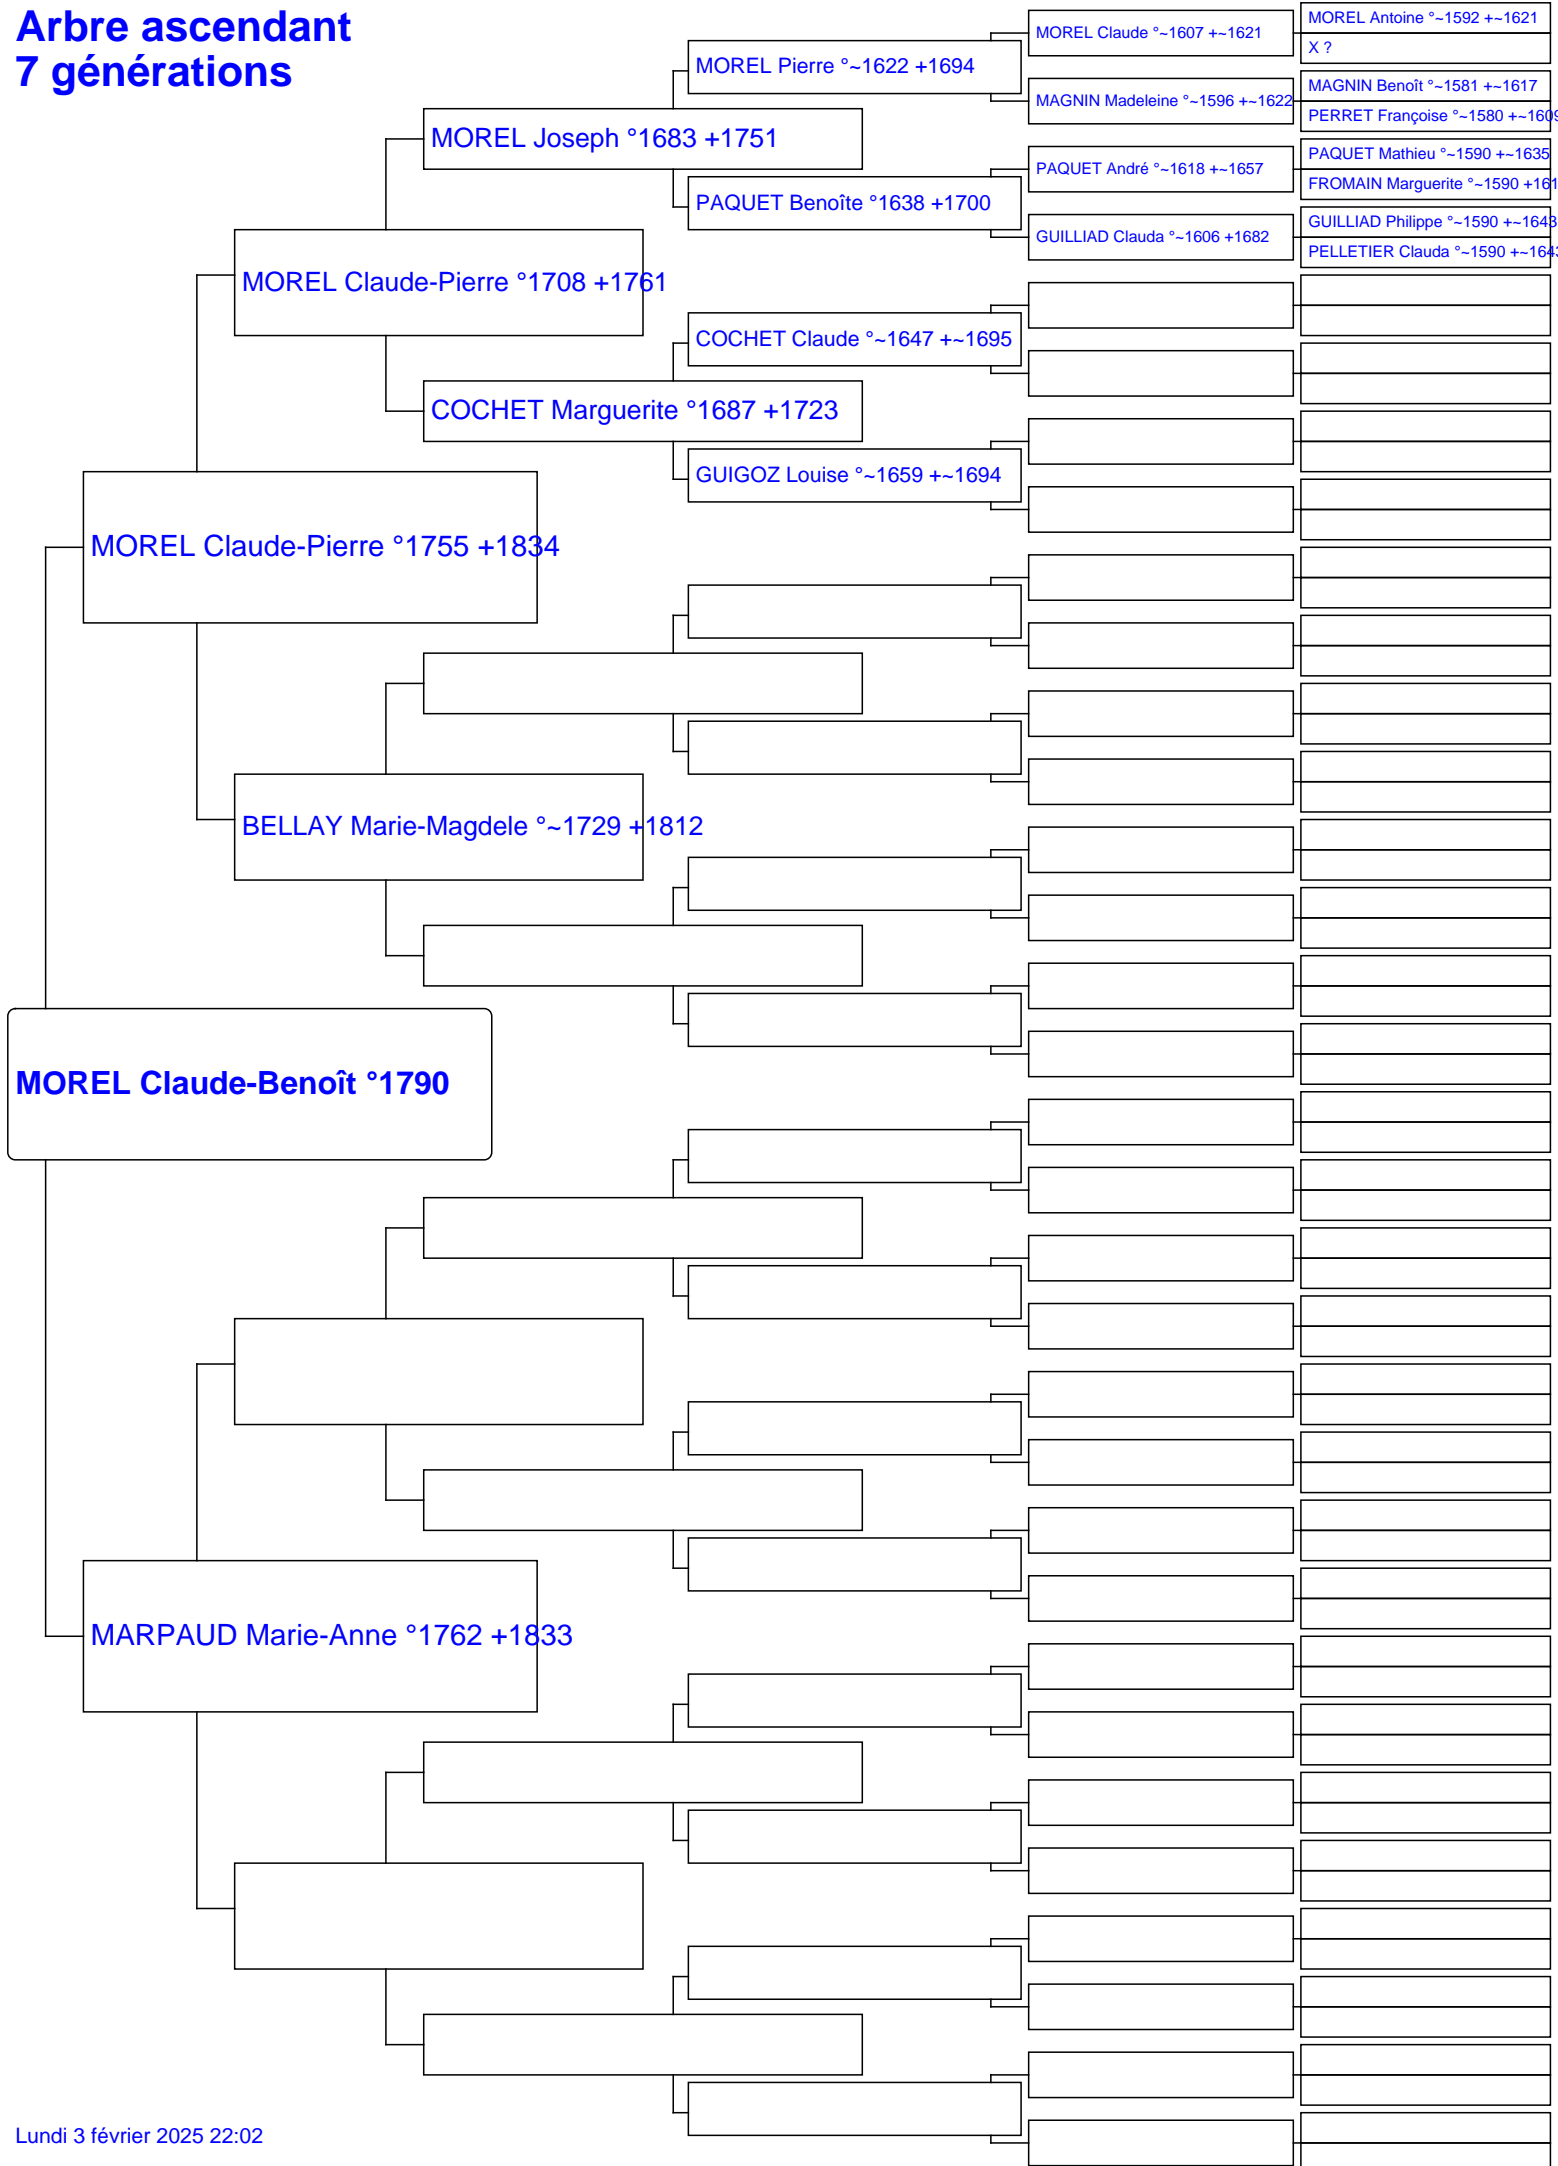 Arbre ascendant
7 générations
MOREL Antoine °~1592 +~1621
MOREL Claude °~1607 +~1621
X ?
MOREL Pierre °~1622 +1694
MAGNIN Benoît °~1581 +~1617
MAGNIN Madeleine °~1596 +~1622
PERRET Françoise °~1580 +~1609
MOREL Joseph °1683 +1751
PAQUET Mathieu °~1590 +~1635
PAQUET André °~1618 +~1657
FROMAIN Marguerite °~1590
PAQUET Benoîte °1638 +1700
GUILLIAD Philippe °~1590 +~1643
GUILLIAD Clauda °~1606 +1682
PELLETIER Clauda °~1590 +~1643
MOREL Claude-Pierre °1708 +1761
COCHET Claude °~1647 +~1695
COCHET Marguerite °1687 +1723
GUIGOZ Louise °~1659 +~1694
MOREL Claude-Pierre °1755 +1834
BELLAY Marie-Magdele °~1729 +1812
MOREL Claude-Benoît °1790
MARPAUD Marie-Anne °1762 +1833
Lundi 3 février 2025 22:02